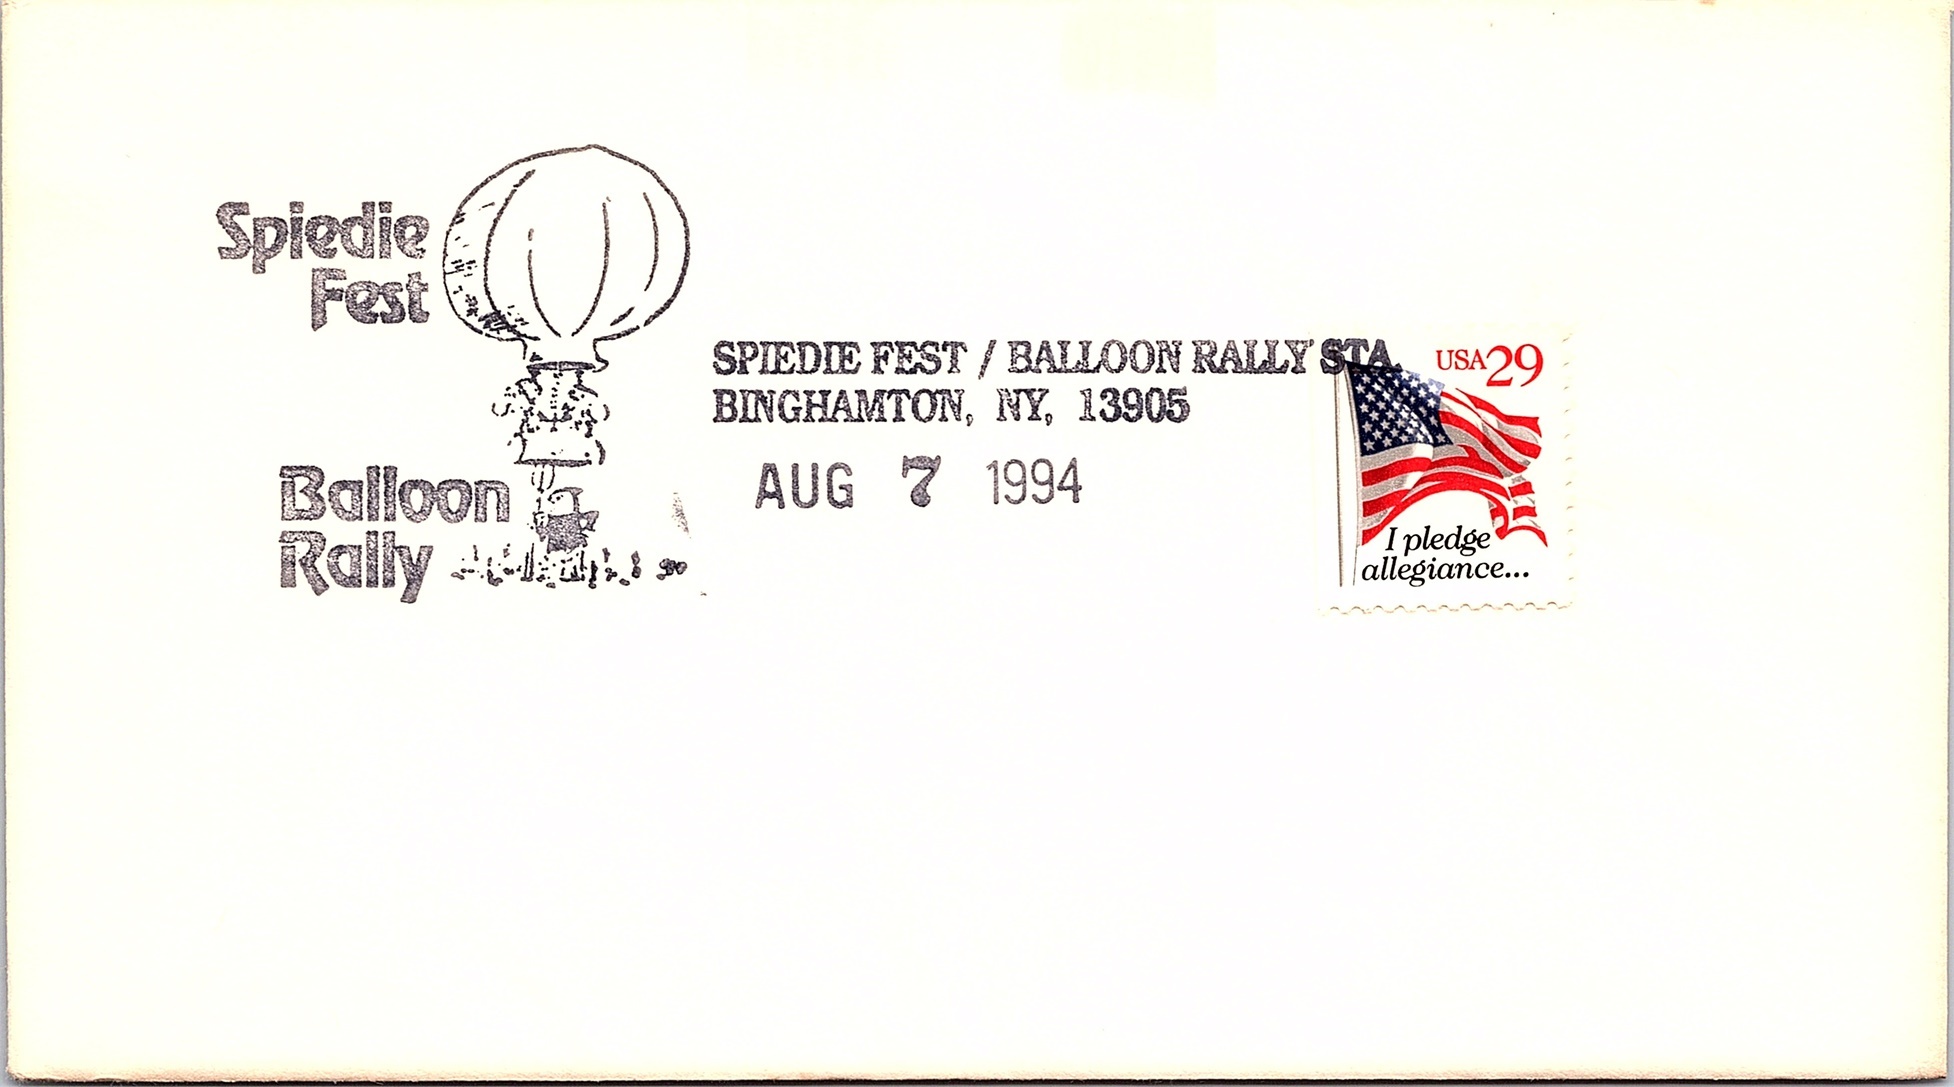 Spiedie
Fest
Balloon
Rally
SPIEDIE FEST / BALLOON RALLY STA.
BINGHAMTON, NY, 13905
AUG 7 1994
USA29
I pledge
allegiance...